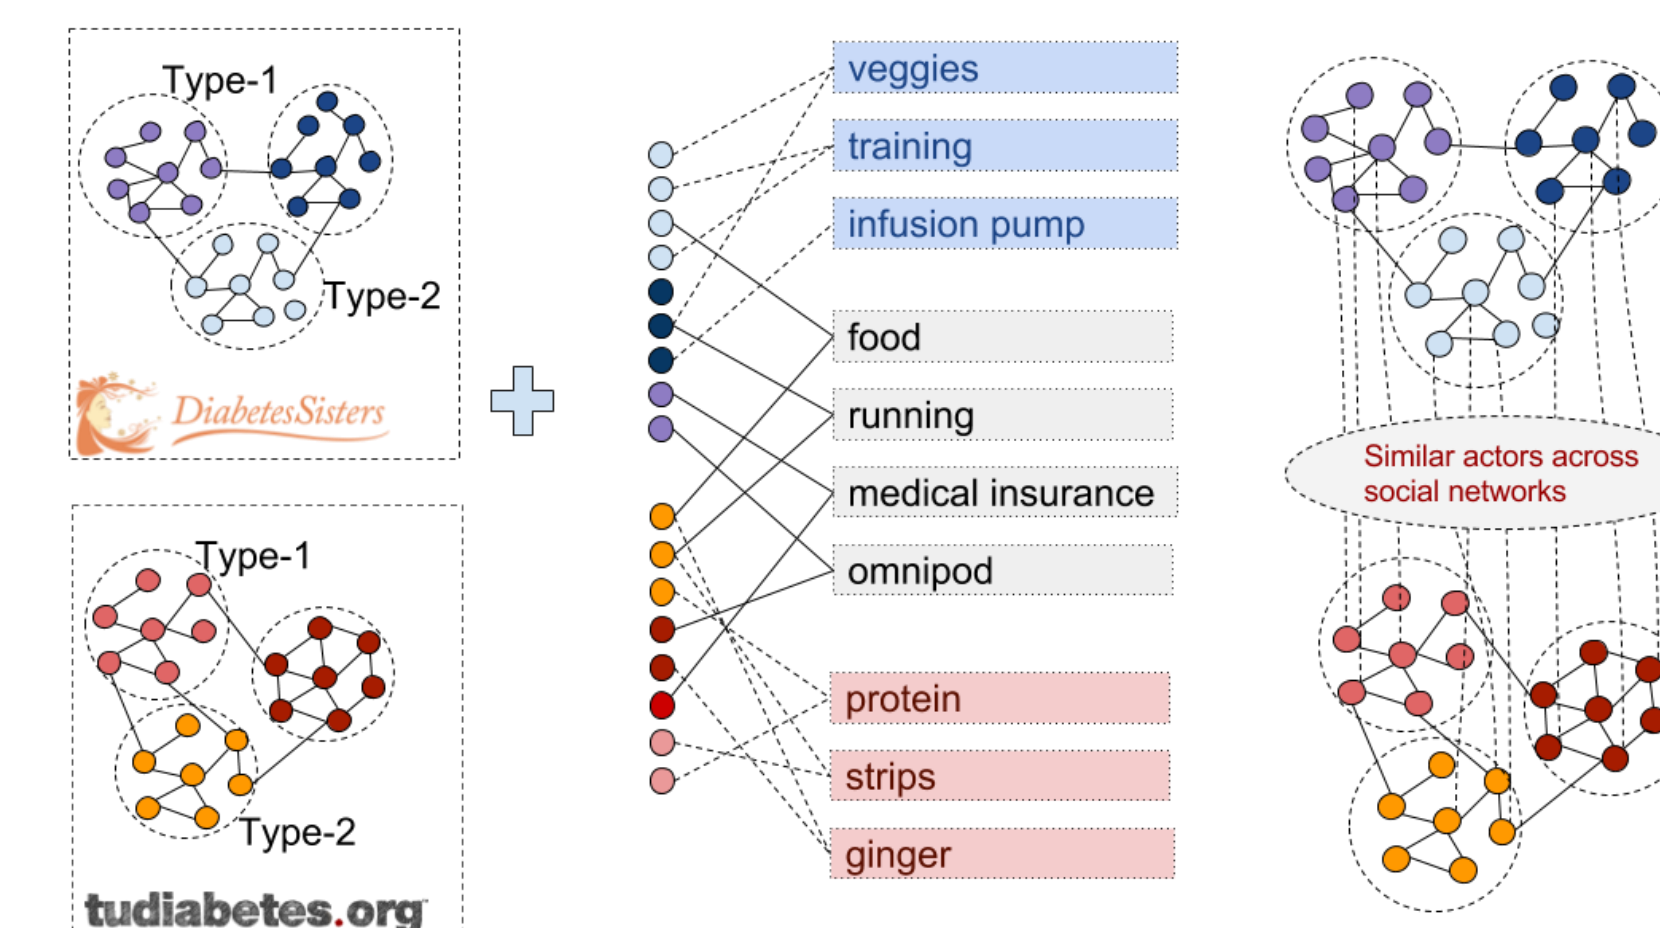 Type-1
Type-2
DiabetesSisters
Type-1
Type-2
tudiabetes.org
veggies
training
infusion pump
food
running
medical insurance
omnipod
protein
strips
ginger
Similar actors across
social networks